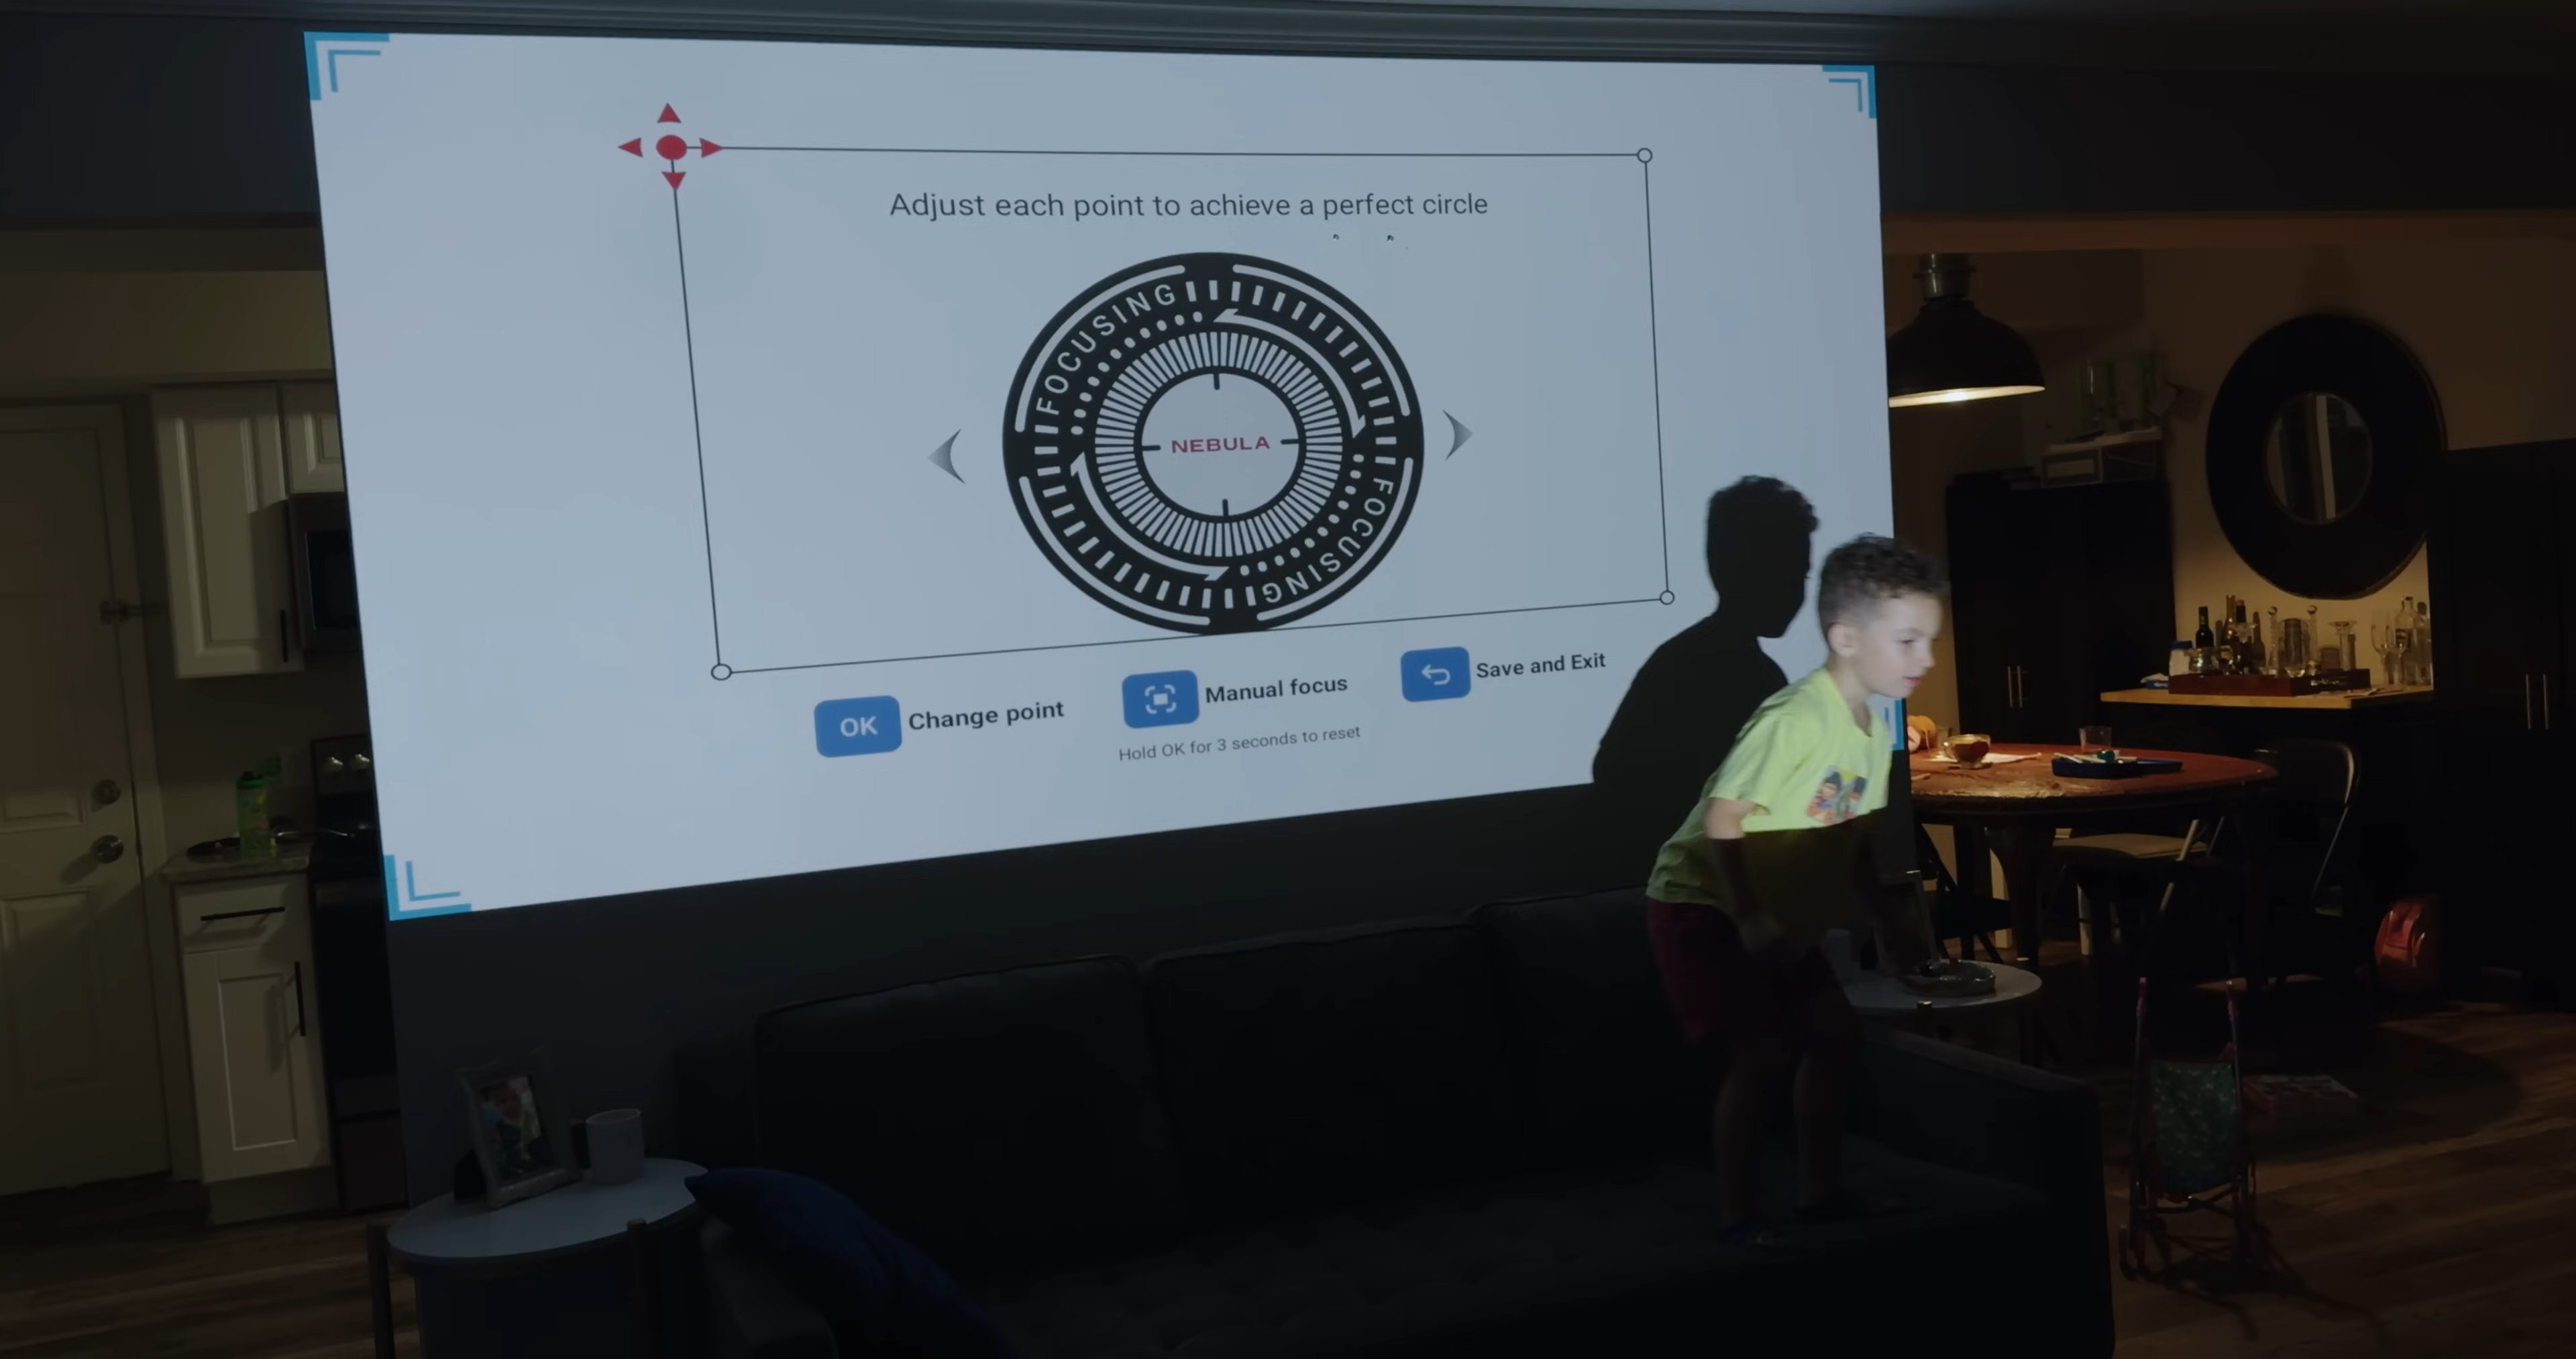 Adjust each point to achieve a perfect circle
FOCUSING
NEBULA
FOCUSING
OK Change point
Manual focus
Save and Exit
Hold OK for 3 seconds to reset